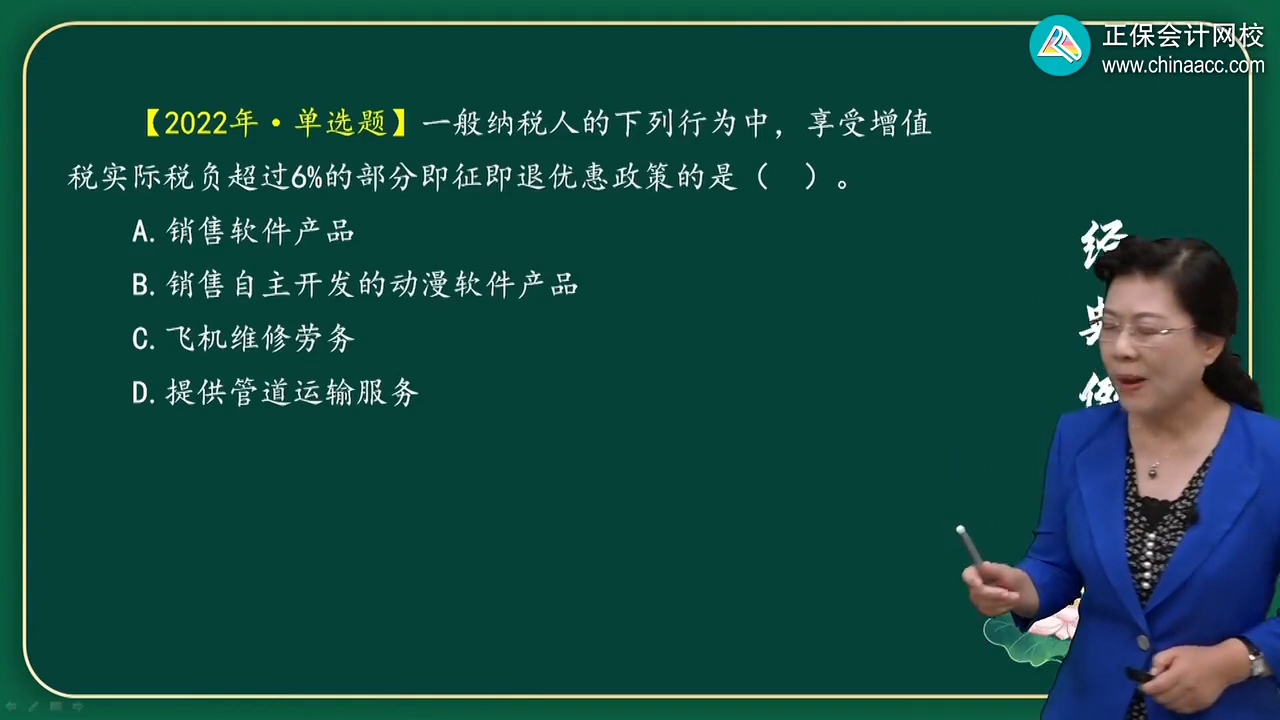 正保会计网校
www.chinaacc.com
【2022年·单选题】一般纳税人的下列行为中，享受增值
税实际税负超过6%的部分即征即退优惠政策的是（ ）。
A.销售软件产品
B.销售自主开发的动漫软件产品
C.飞机维修劳务
D.提供管道运输服务
经
典
例